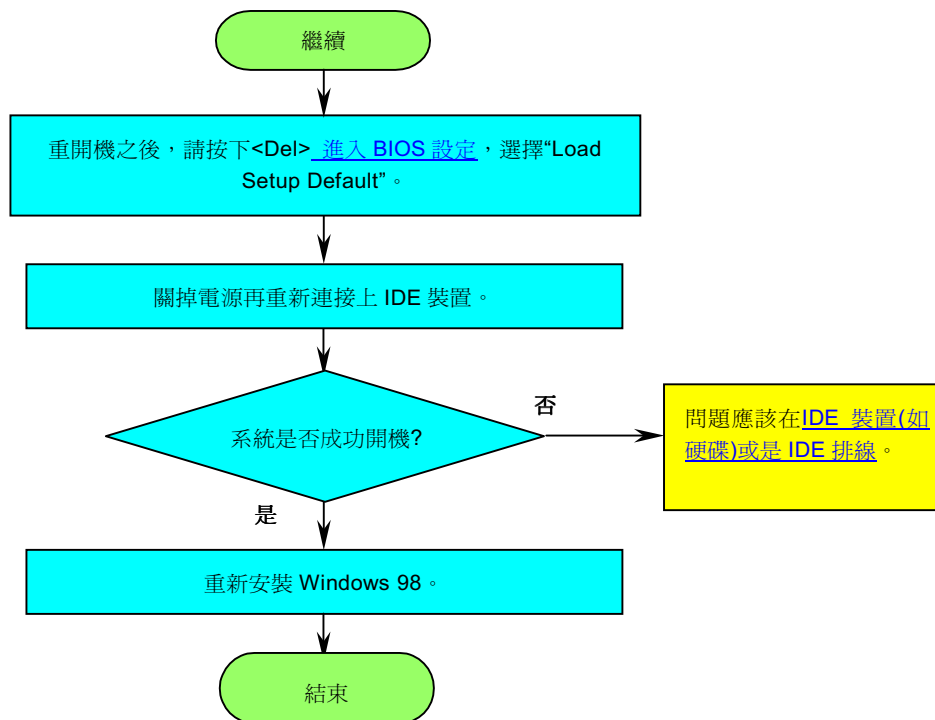 繼續
重開機之後，請按下<Del> 進入 BIOS 設定，選擇“Load
Setup Default”。
關掉電源再重新連接上 IDE 裝置。
系統是否成功開機?
否
問題應該在IDE 裝置(如
硬碟)或是 IDE 排線。
是
重新安裝 Windows 98。
結束